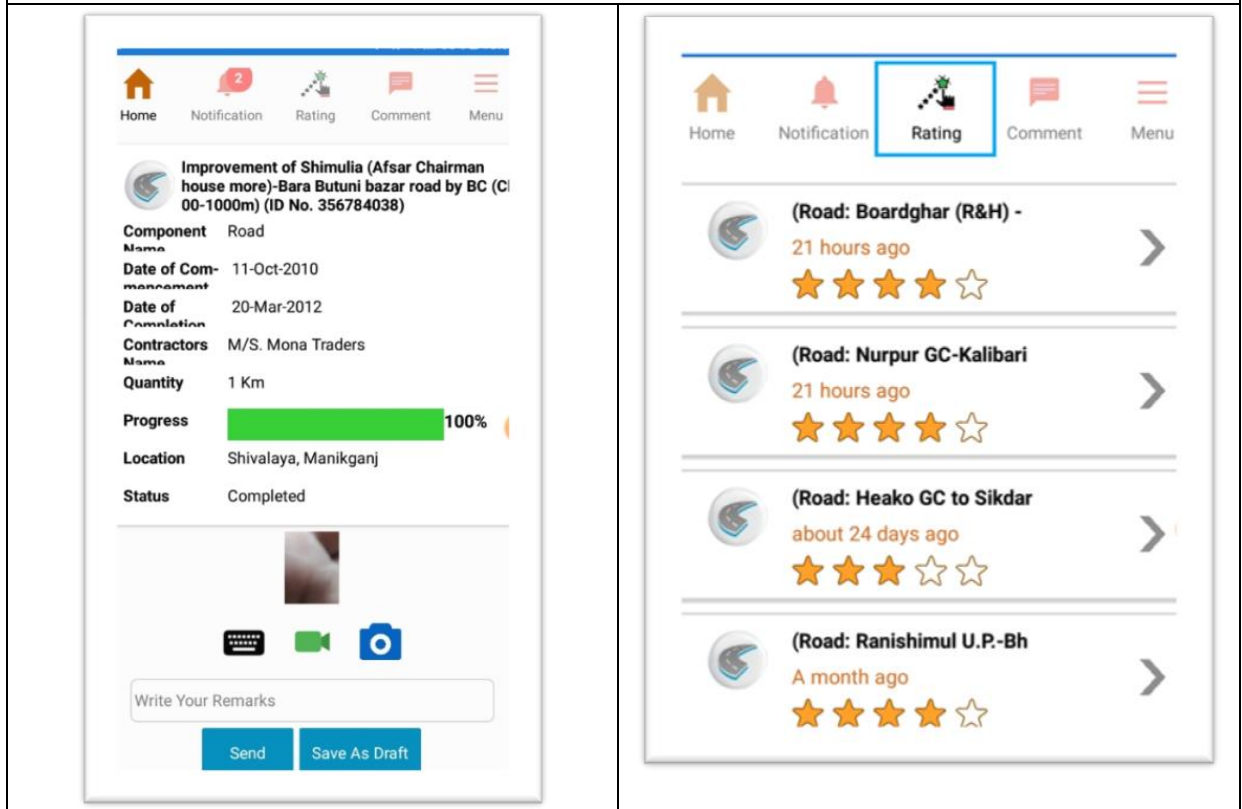 2
Home Notification Rating Comment Menu
Improvement of Shimulia (Afsar Chairman
house more)-Bara Butuni bazar road by BC (Cl
00-1000m) (ID No. 356784038)
Component Road
Name
Date of Com- 11-Oct-2010
mencement
Date of 20-Mar-2012
Completion
Contractors M/S. Mona Traders
Name
Quantity 1 Km
Progress 100%
Location Shivalaya, Manikganj
Status Completed
Write Your Remarks
Send Save As Draft
Home Notification Rating Comment Menu
(Road: Boardghar (R&H) -
21 hours ago
(Road: Nurpur GC-Kalibari
21 hours ago
(Road: Heako GC to Sikdar
about 24 days ago
(Road: Ranishimul U.P.-Bh
A month ago